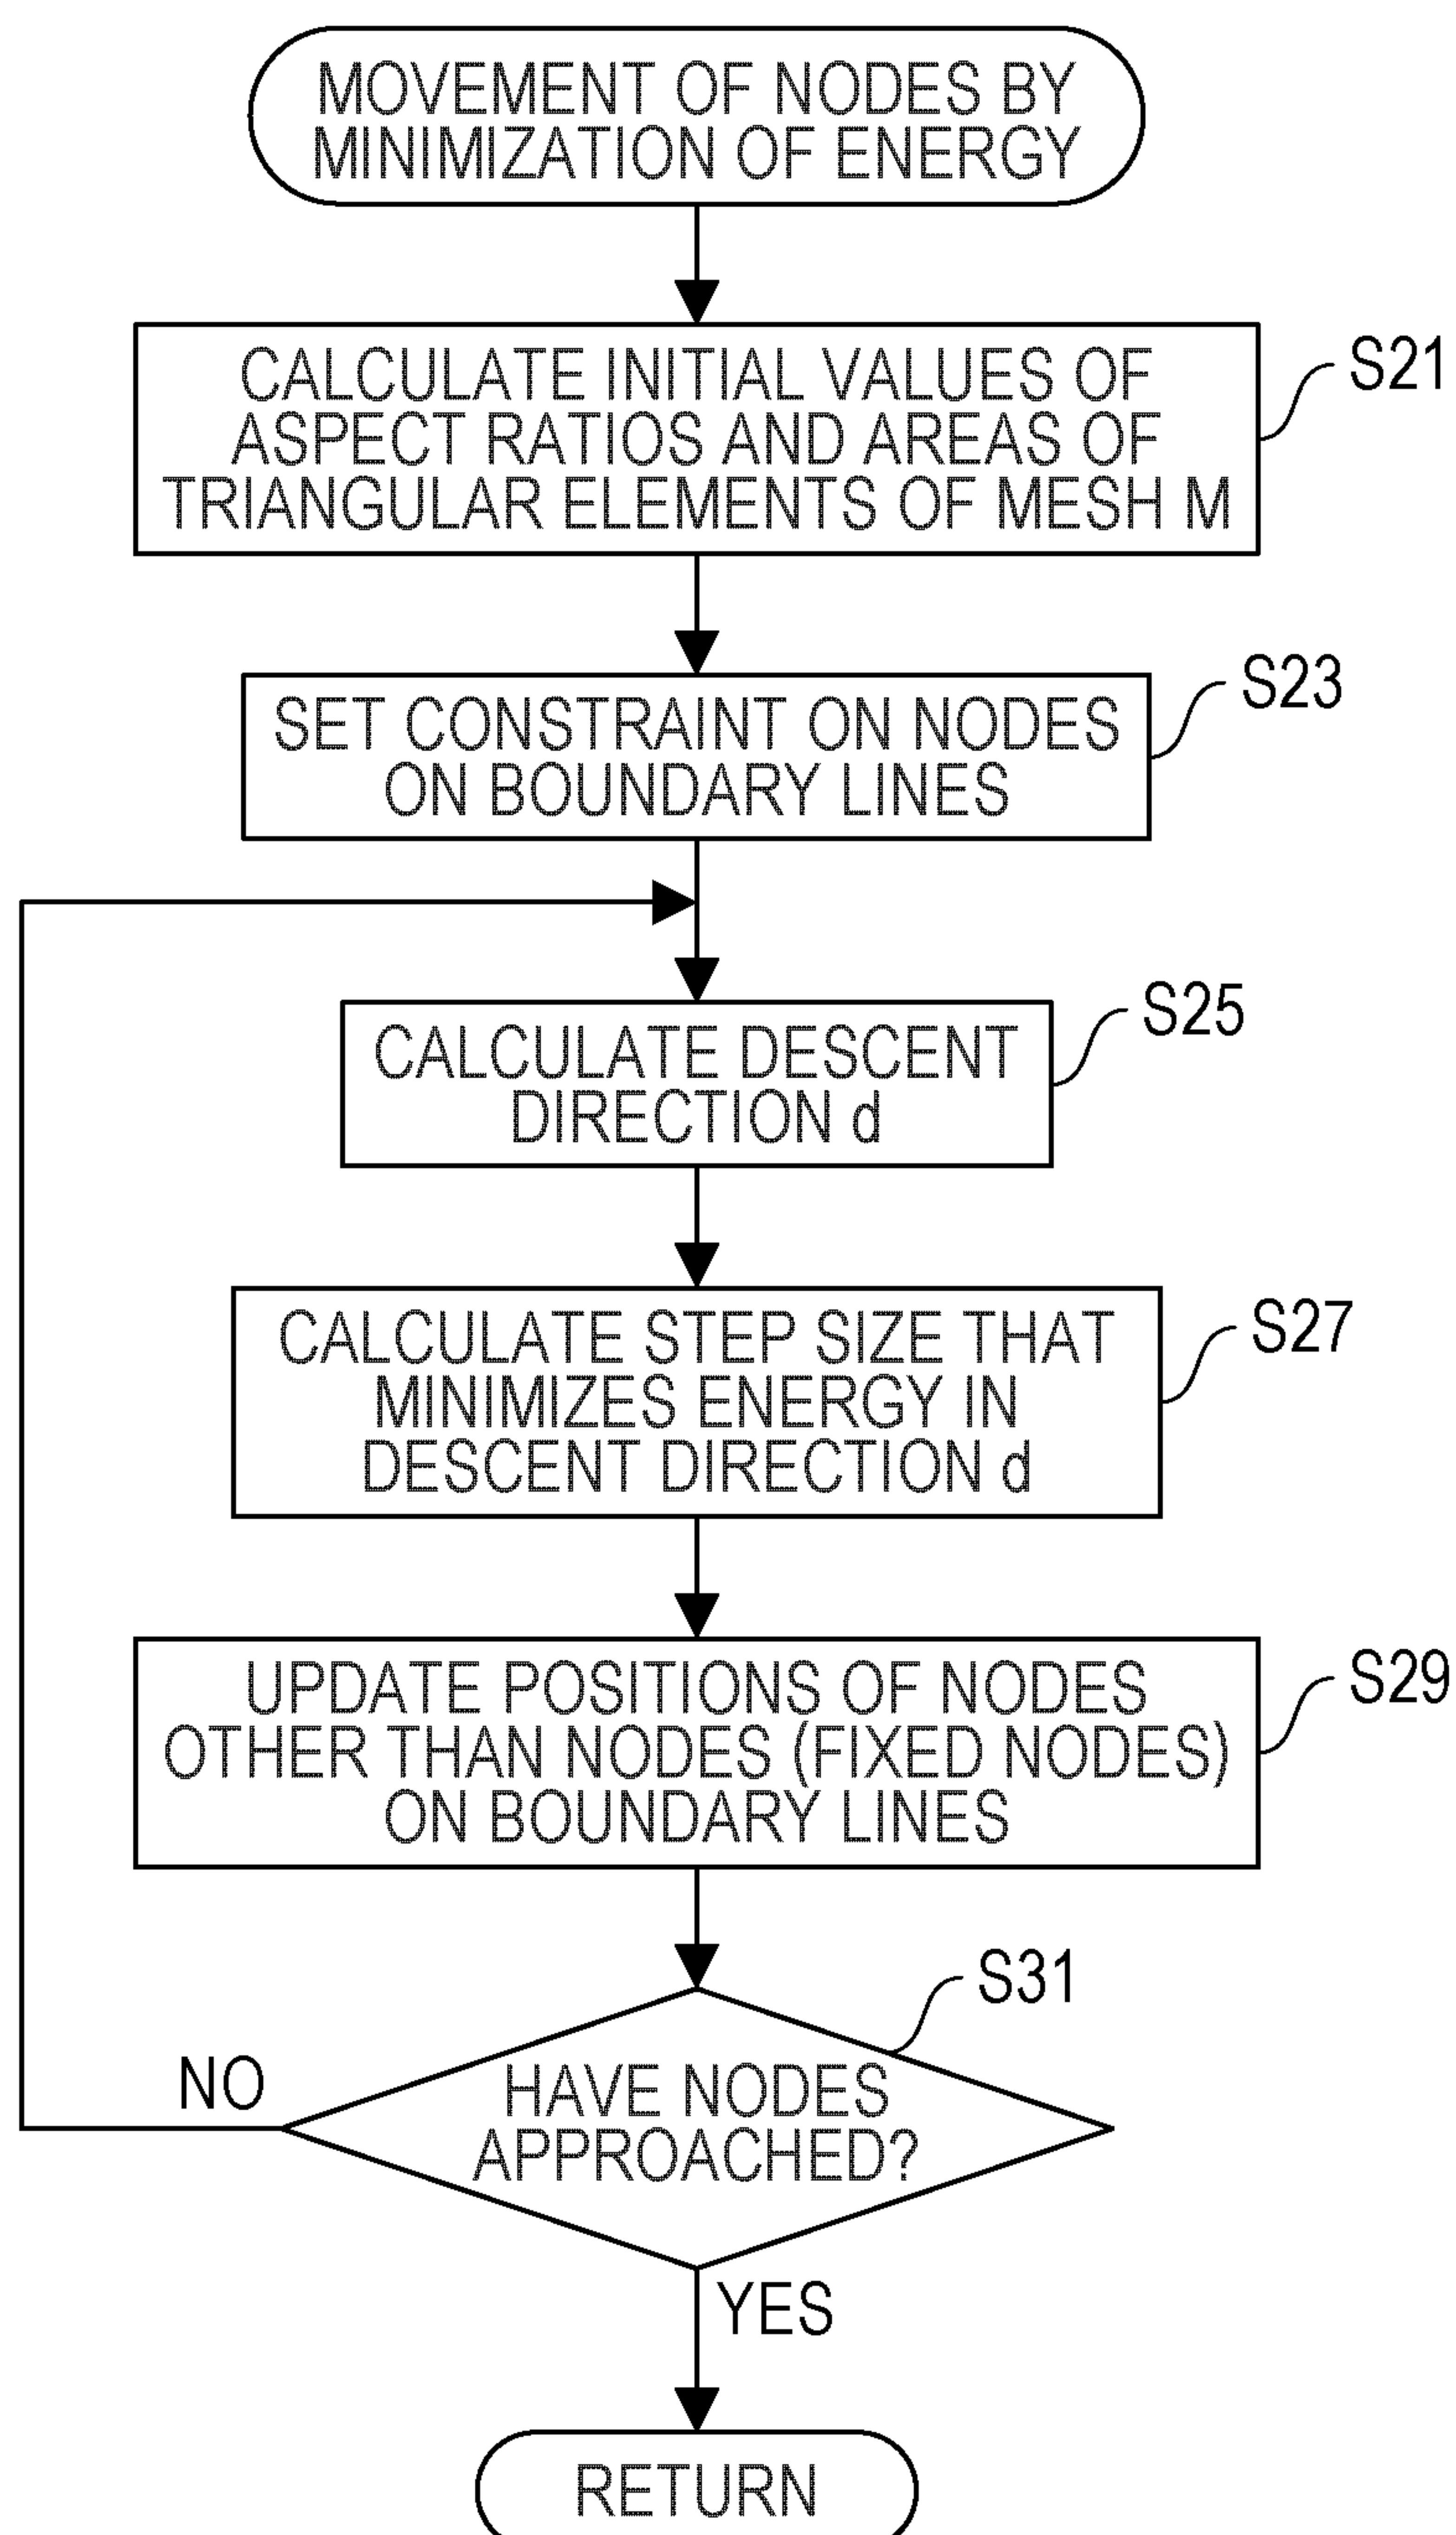 MOVEMENT OF NODES BY
MINIMIZATION OF ENERGY
S21
CALCULATE INITIAL VALUES OF
ASPECT RATIOS AND AREAS OF
TRIANGULAR ELEMENTS OF MESH M
S23
SET CONSTRAINT ON NODES
ON BOUNDARY LINES
S25
CALCULATE DESCENT
DIRECTION d
S27
CALCULATE STEP SIZE THAT
MINIMIZES ENERGY IN
DESCENT DIRECTION d
S29
UPDATE POSITIONS OF NODES
OTHER THAN NODES (FIXED NODES)
ON BOUNDARY LINES
S31
HAVE NODES
APPROACHED?
NO
YES
RETURN